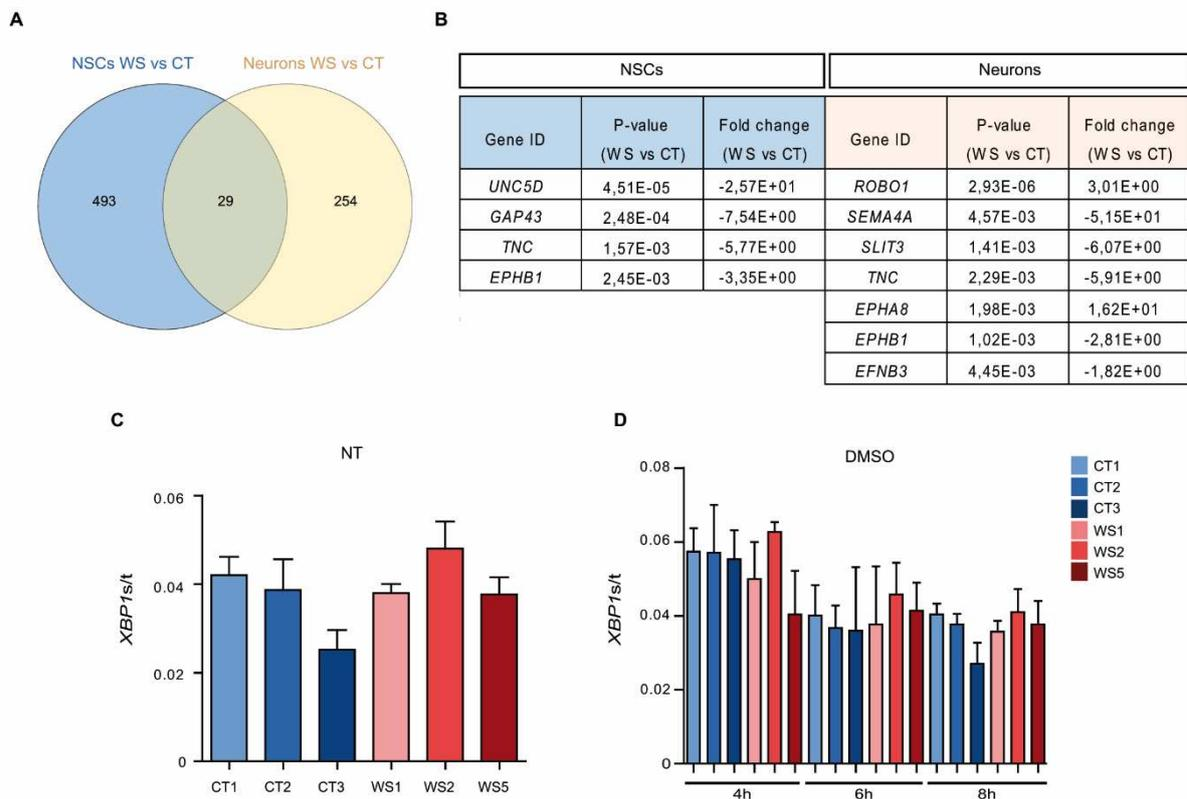 A
NSCs WS vs CT
Neurons WS vs CT
493
29
254
B
NSCs
Neurons
Gene ID
P-value
(WS vs CT)
Fold change
(WS vs CT)
Gene ID
P-value
(WS vs CT)
Fold change
(WS vs CT)
UNC5D 4,51E-05 -2,57E+01 ROBO1 2,93E-06 3,01E+00
GAP43 2,48E-04 -7,54E+00 SEMA4A 4,57E-03 -5,15E+01
TNC 1,57E-03 -5,77E+00 SLIT3 1,41E-03 -6,07E+00
EPHB1 2,45E-03 -3,35E+00 TNC 2,29E-03 -5,91E+00
EPHA8 1,98E-03 1,62E+01
EPHB1 1,02E-03 -2,81E+00
EFNB3 4,45E-03 -1,82E+00
C
NT
XBP1s/t
0.06
0.04
0.02
0
CT1 CT2 CT3 WS1 WS2 WS5
D
DMSO
XBP1s/t
0.08
0.06
0.04
0.02
0
4h 6h 8h
CT1
CT2
CT3
WS1
WS2
WS5